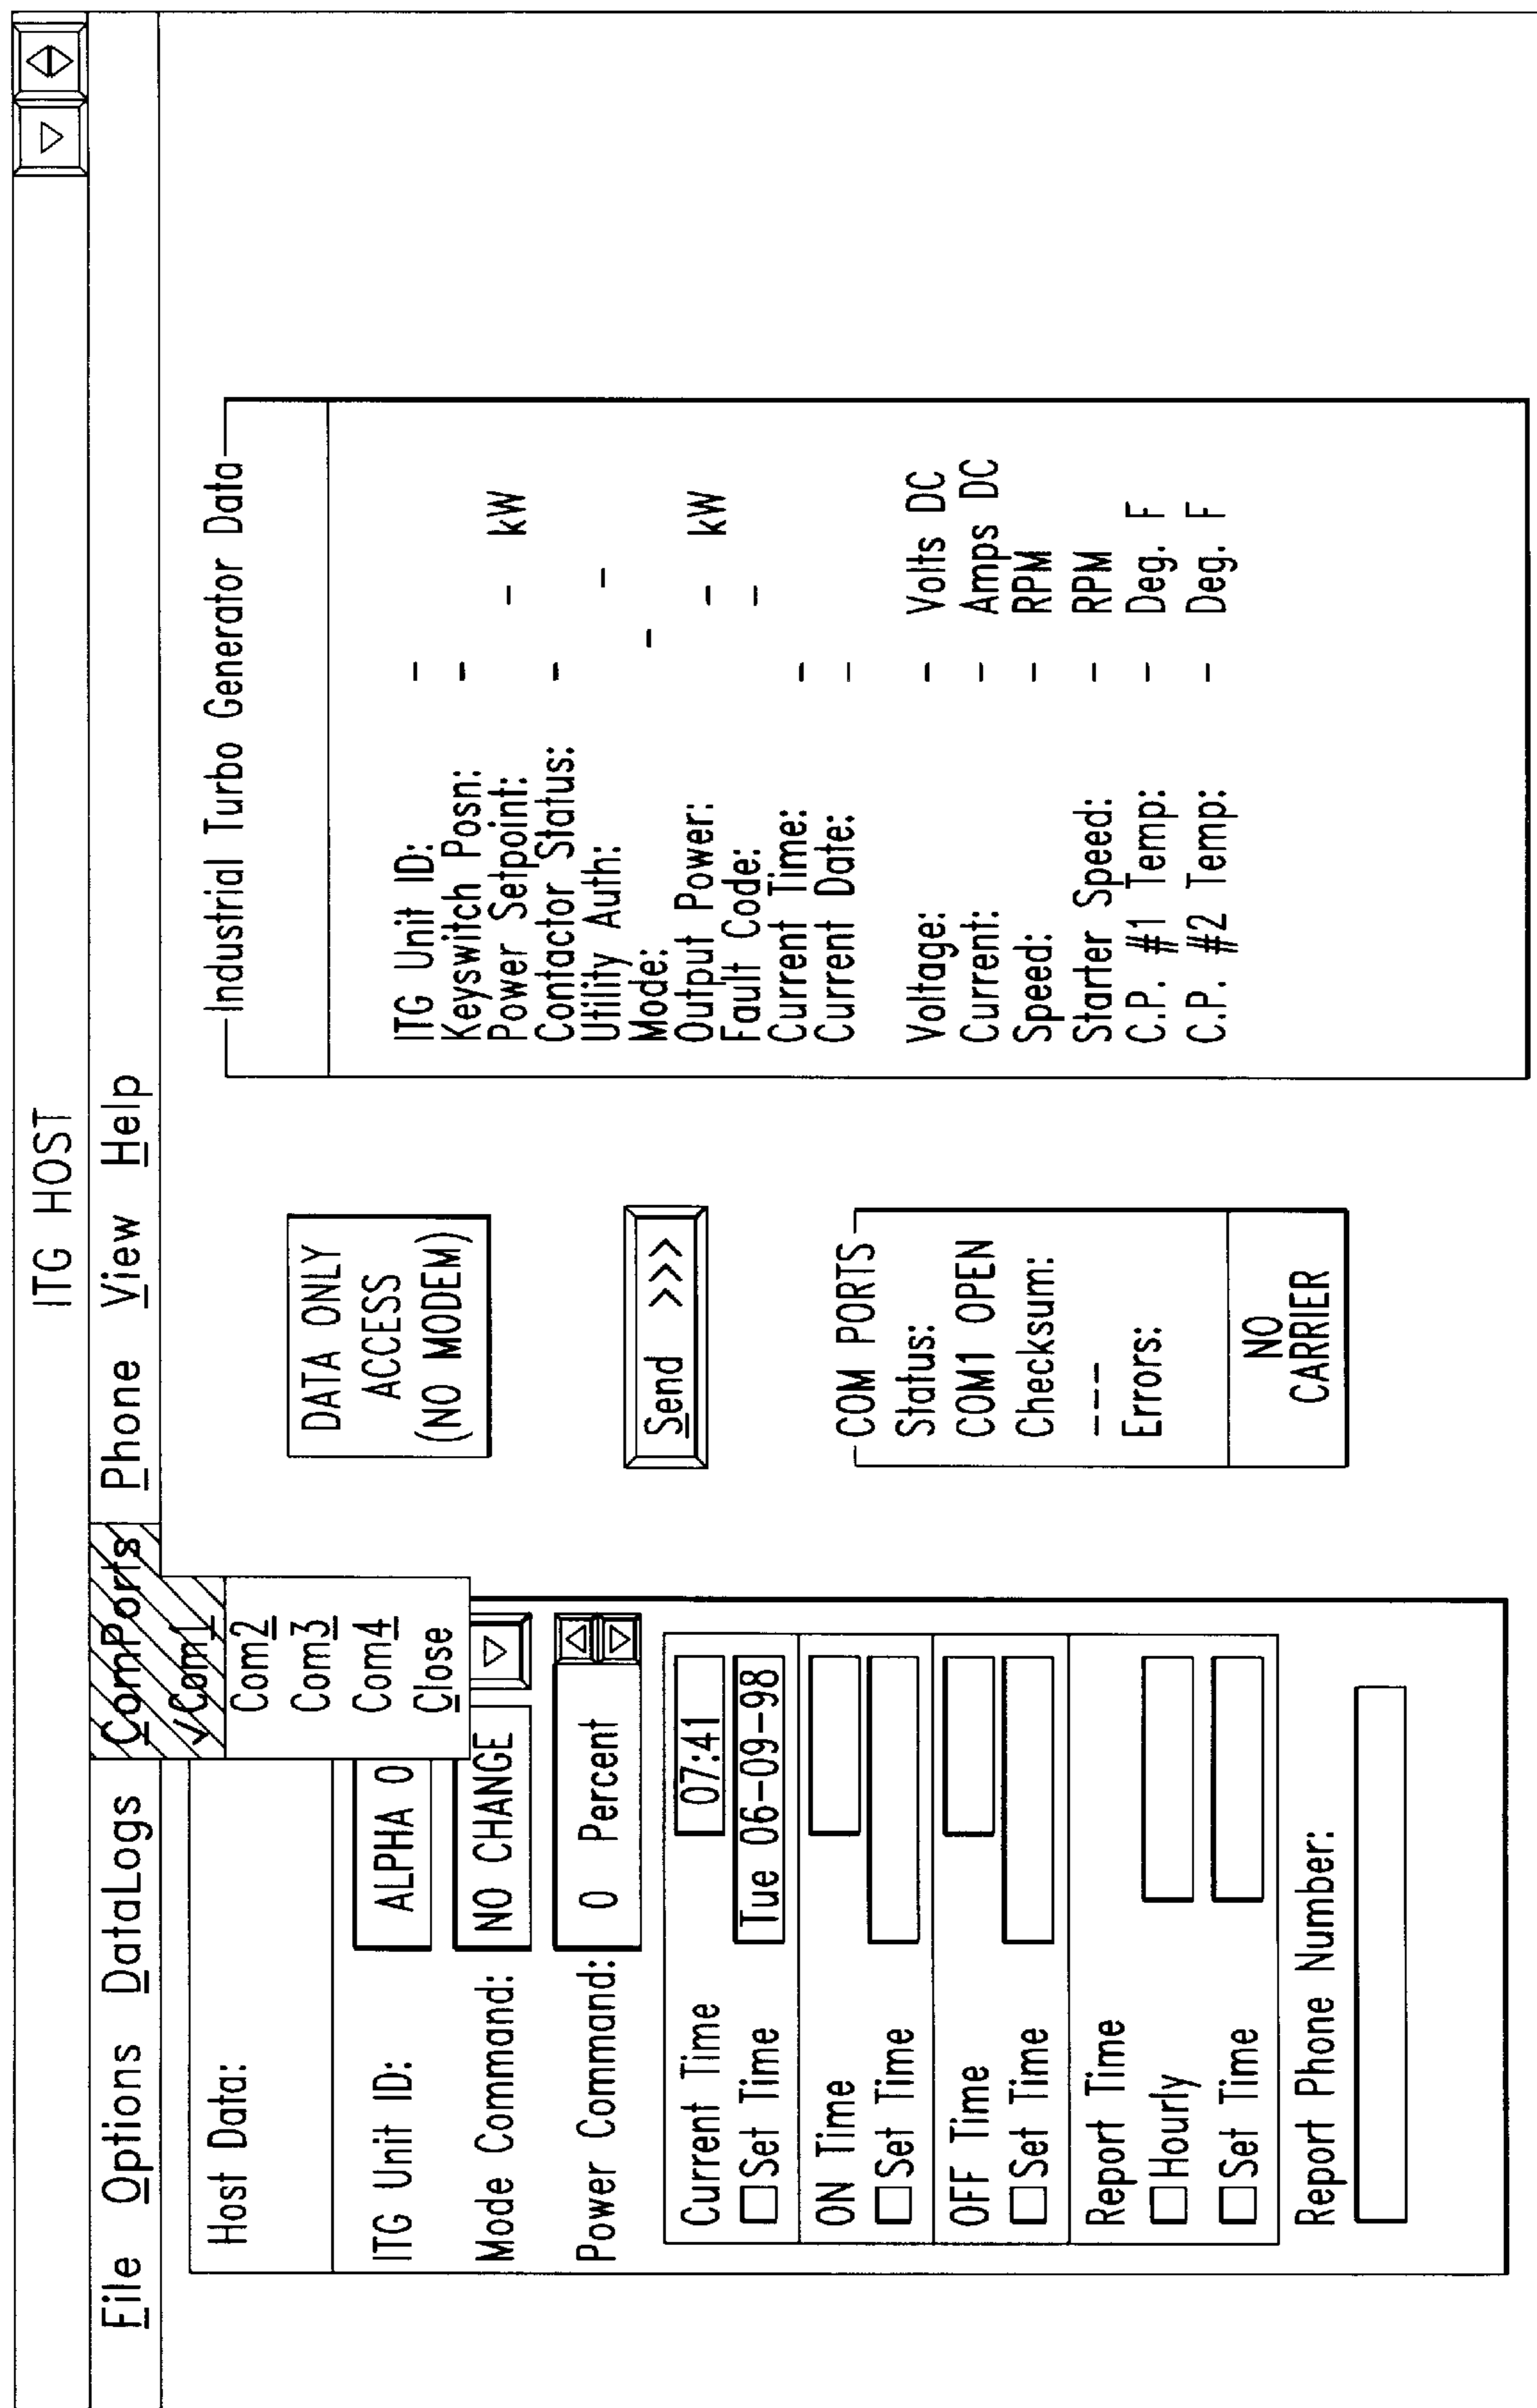 ITG HOST
File Options DataLogs ComPorts Phone View Help
√Com1
Com2
Com3
Com4
Close
Host Data:
ITG Unit ID: ALPHA 0
Mode Command: NO CHANGE
Power Command: 0 Percent
Current Time 07:41
Set Time Tue 06-09-98
ON Time
Set Time
OFF Time
Set Time
Report Time
Hourly
Set Time
Report Phone Number:
DATA ONLY
ACCESS
(NO MODEM)
Send >>>
COM PORTS
Status:
COM1 OPEN
Checksum:
---
Errors:
NO
CARRIER
Industrial Turbo Generator Data
ITG Unit ID: -
Keyswitch Posn: -
Power Setpoint: - kW
Contactor Status: -
Utility Auth: -
Mode: -
Output Power: - kW
Fault Code: -
Current Time: -
Current Date: -
Voltage: - Volts DC
Current: - Amps DC
Speed: - RPM
Starter Speed: - RPM
C.P. #1 Temp: - Deg. F
C.P. #2 Temp: - Deg. F